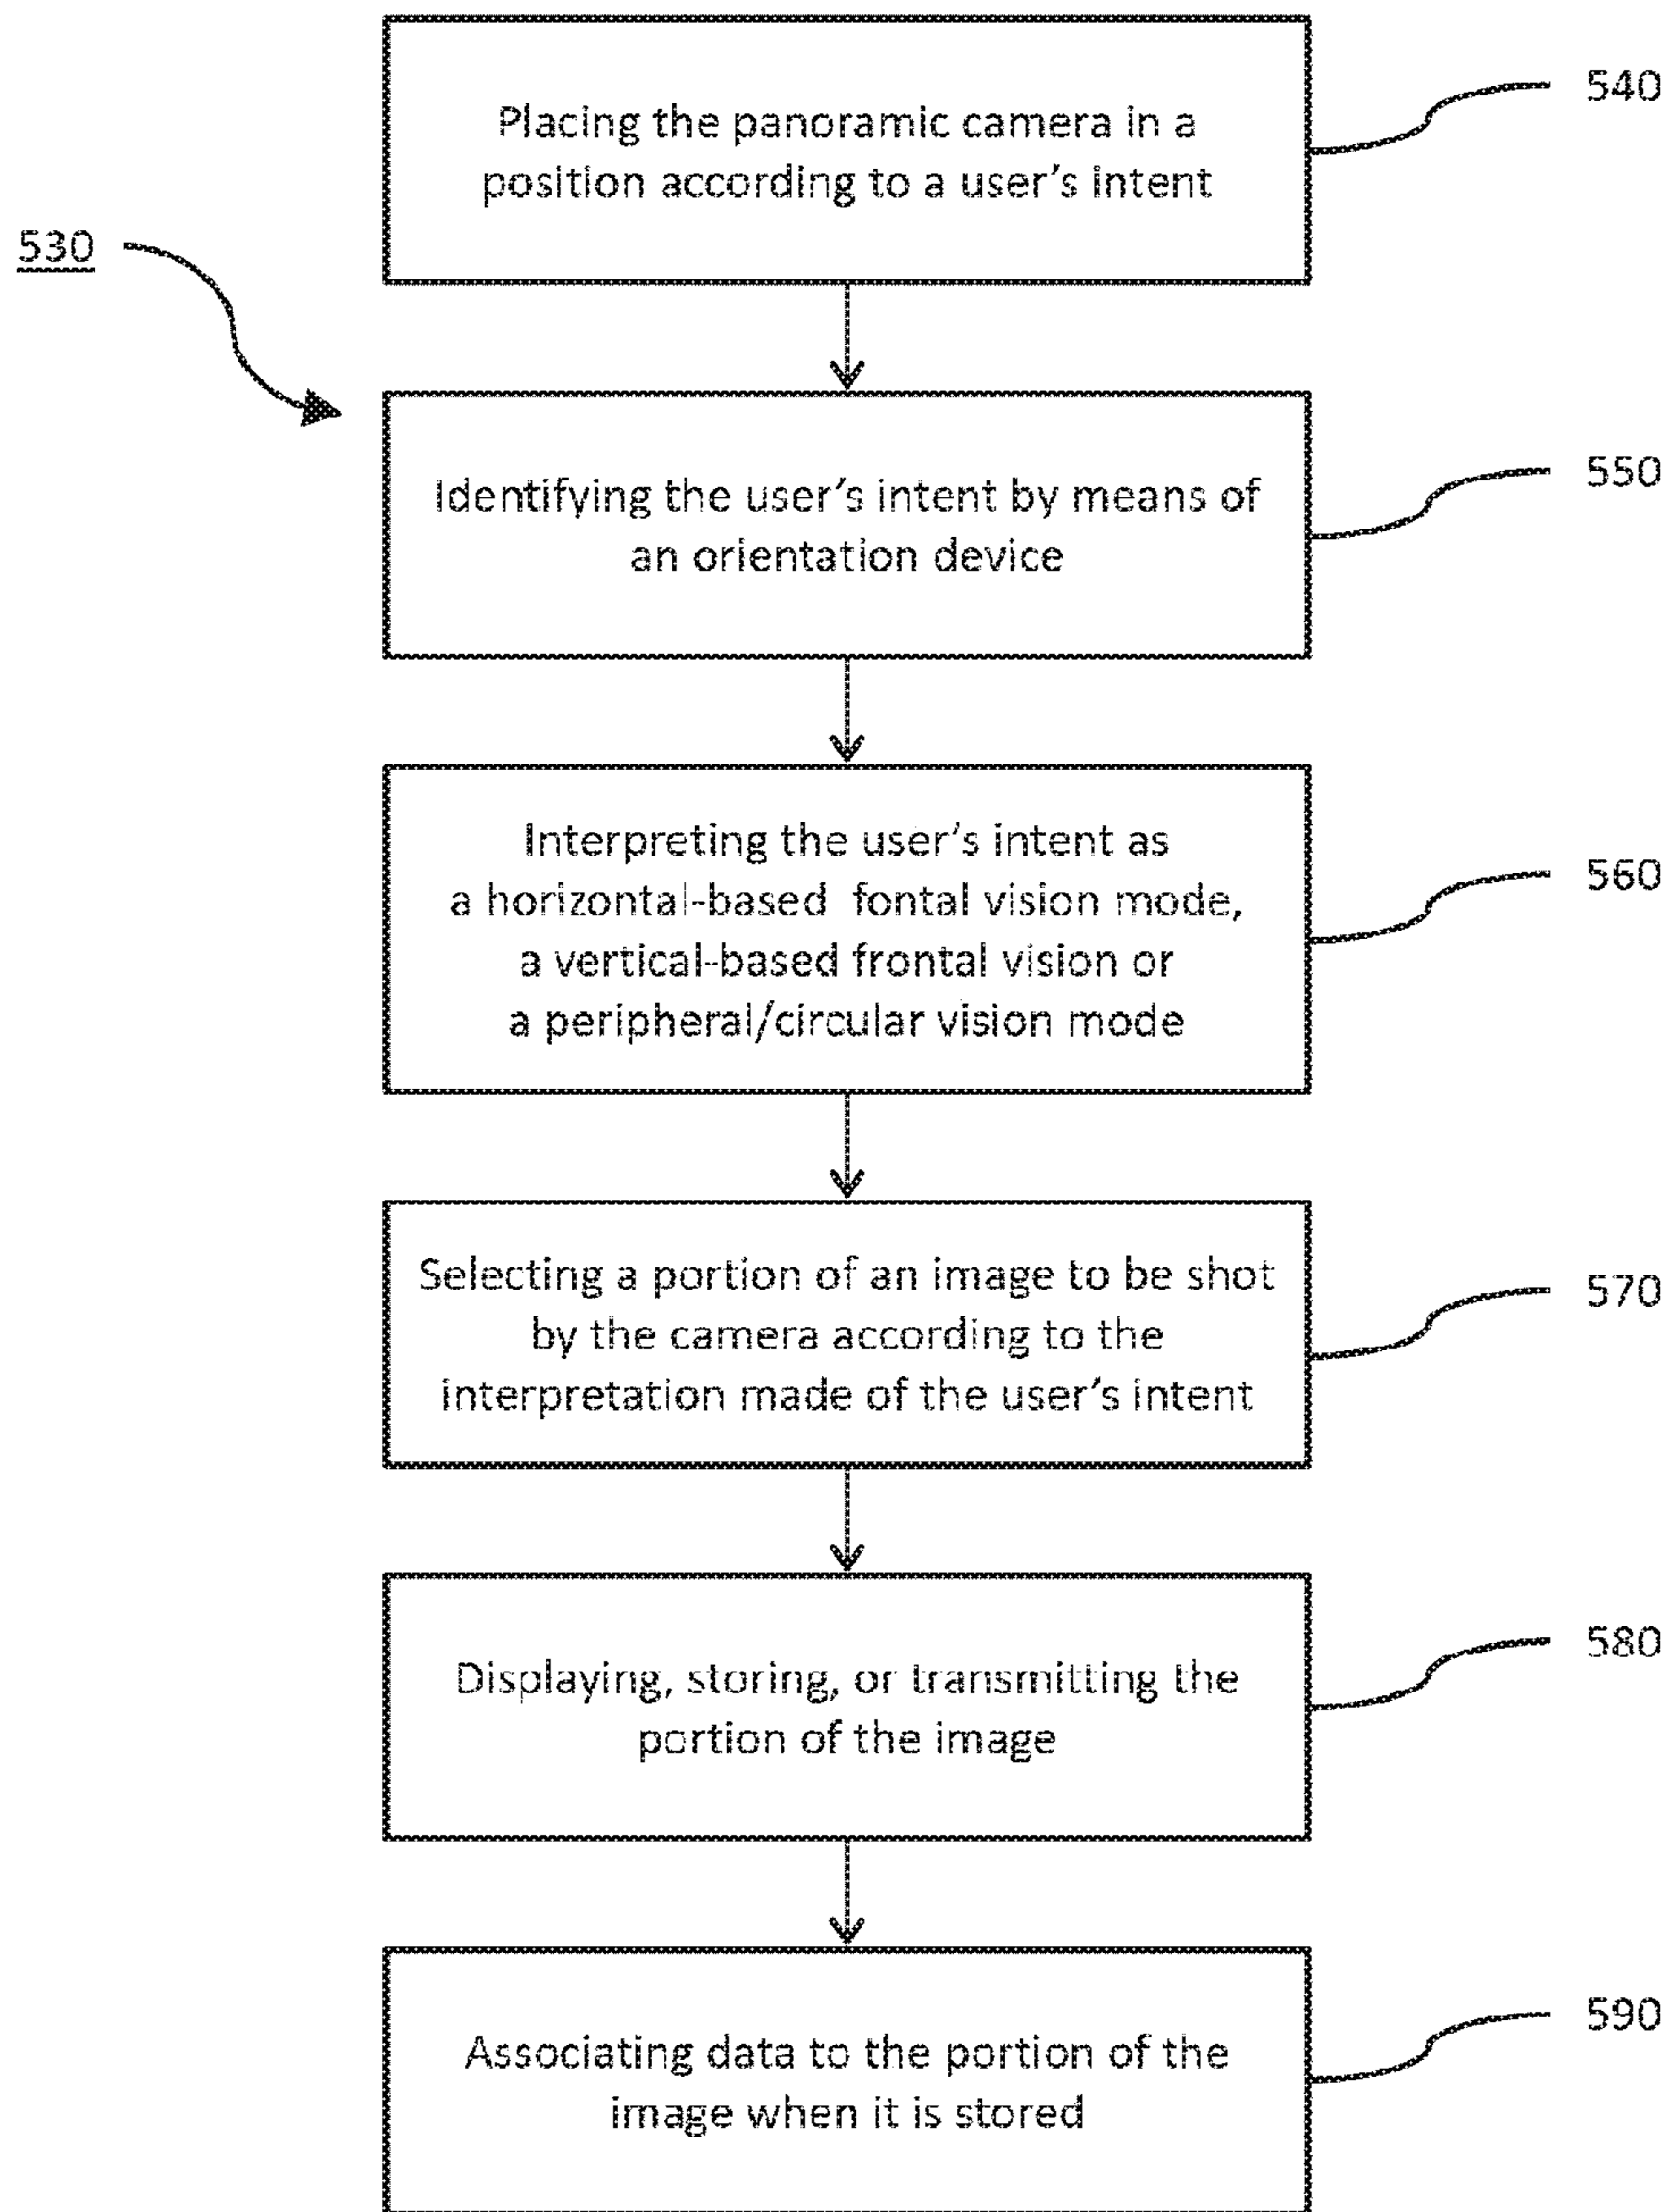 Placing the panoramic camera in a
position according to a user's intent
540
530
Identifying the user's intent by means of
an orientation device
550
Interpreting the user's intent as
a horizontal-based fontal vision mode,
a vertical-based frontal vision or
a peripheral/circular vision mode
560
Selecting a portion of an image to be shot
by the camera according to the
interpretation made of the user's intent
570
Displaying, storing, or transmitting the
portion of the image
580
Associating data to the portion of the
image when it is stored
590